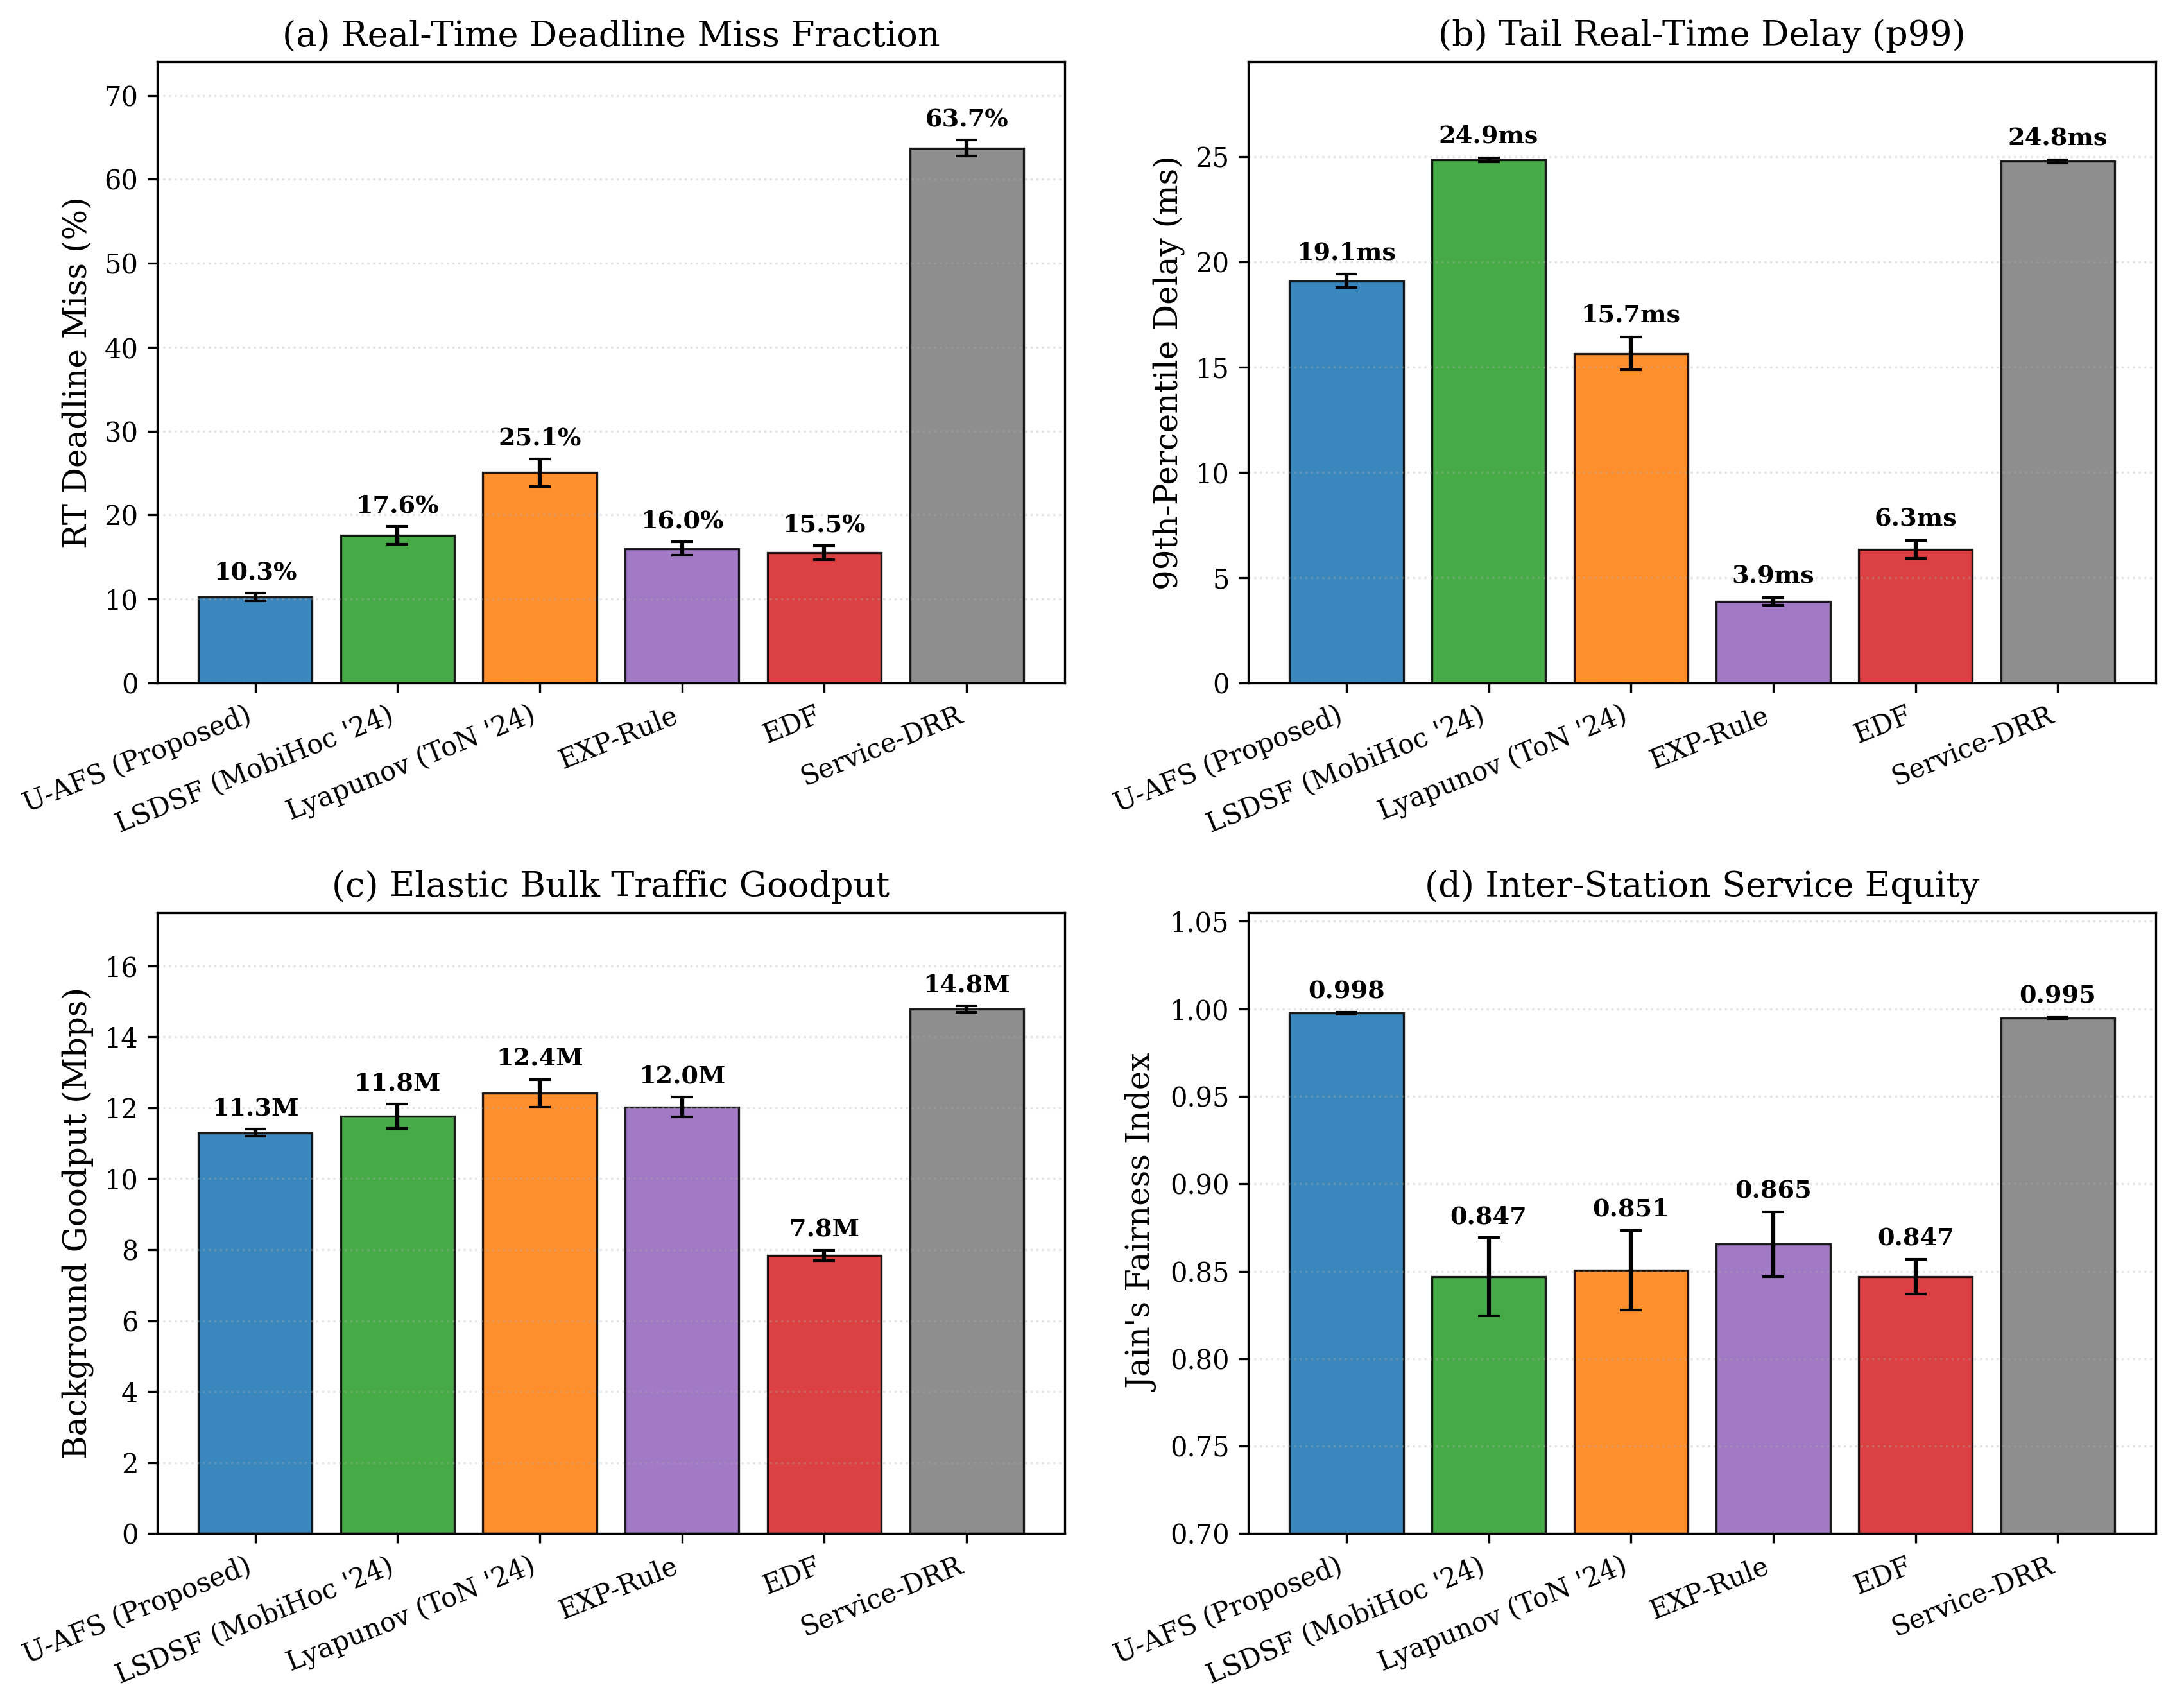 (a) Real-Time Deadline Miss Fraction
RT Deadline Miss (%)
70
60
50
40
30
20
10
0
10.3%
17.6%
25.1%
16.0%
15.5%
63.7%
U-AFS (Proposed)
LSDSF (MobiHoc '24)
Lyapunov (ToN '24)
EXP-Rule
EDF
Service-DRR
(b) Tail Real-Time Delay (p99)
99th-Percentile Delay (ms)
25
20
15
10
5
0
19.1ms
24.9ms
15.7ms
3.9ms
6.3ms
24.8ms
U-AFS (Proposed)
LSDSF (MobiHoc '24)
Lyapunov (ToN '24)
EXP-Rule
EDF
Service-DRR
(c) Elastic Bulk Traffic Goodput
Background Goodput (Mbps)
16
14
12
10
8
6
4
2
0
11.3M
11.8M
12.4M
12.0M
7.8M
14.8M
U-AFS (Proposed)
LSDSF (MobiHoc '24)
Lyapunov (ToN '24)
EXP-Rule
EDF
Service-DRR
(d) Inter-Station Service Equity
Jain's Fairness Index
1.05
1.00
0.95
0.90
0.85
0.80
0.75
0.70
0.998
0.847
0.851
0.865
0.847
0.995
U-AFS (Proposed)
LSDSF (MobiHoc '24)
Lyapunov (ToN '24)
EXP-Rule
EDF
Service-DRR